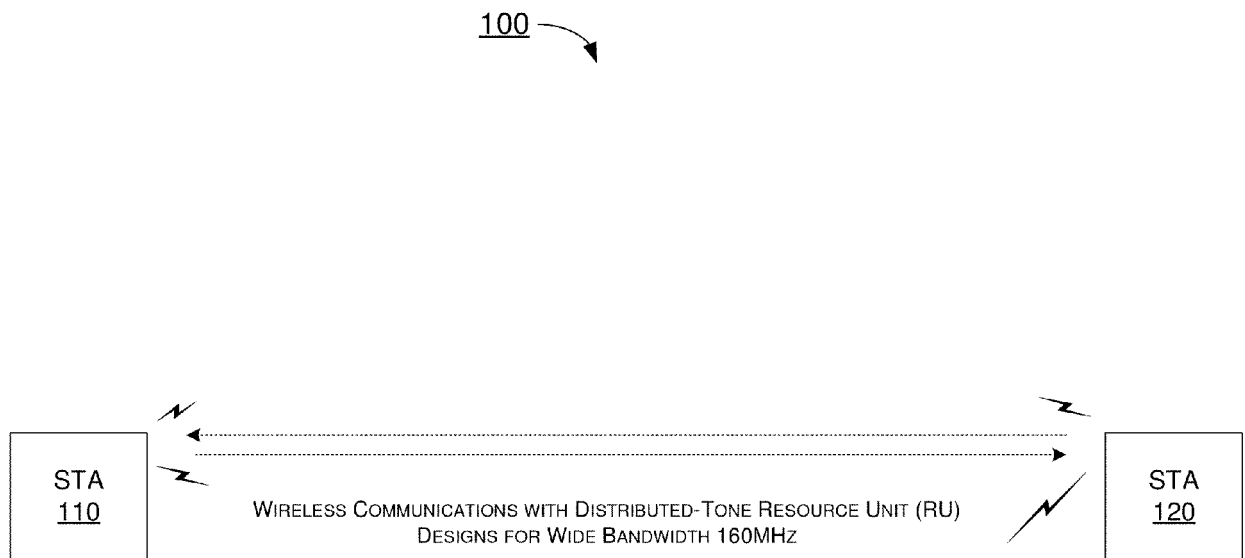 100
STA
110
STA
120
WIRELESS COMMUNICATIONS WITH DISTRIBUTED-TONE RESOURCE UNIT (RU)
DESIGNS FOR WIDE BANDWIDTH 160MHZ